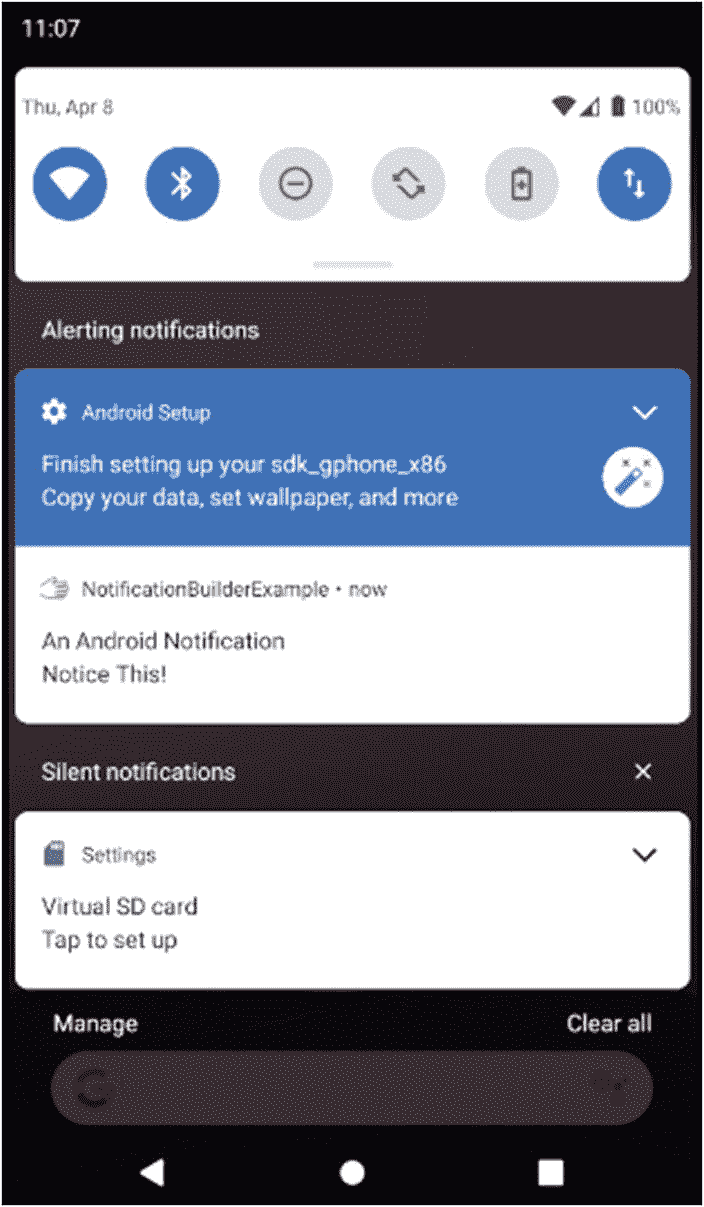 11:07
Thu, Apr 8 100%
Alerting notifications
Android Setup
Finish setting up your sdk_gphone_x86
Copy your data, set wallpaper, and more
NotificationBuilderExample • now
An Android Notification
Notice This!
Silent notifications
Settings
Virtual SD card
Tap to set up
Manage Clear all